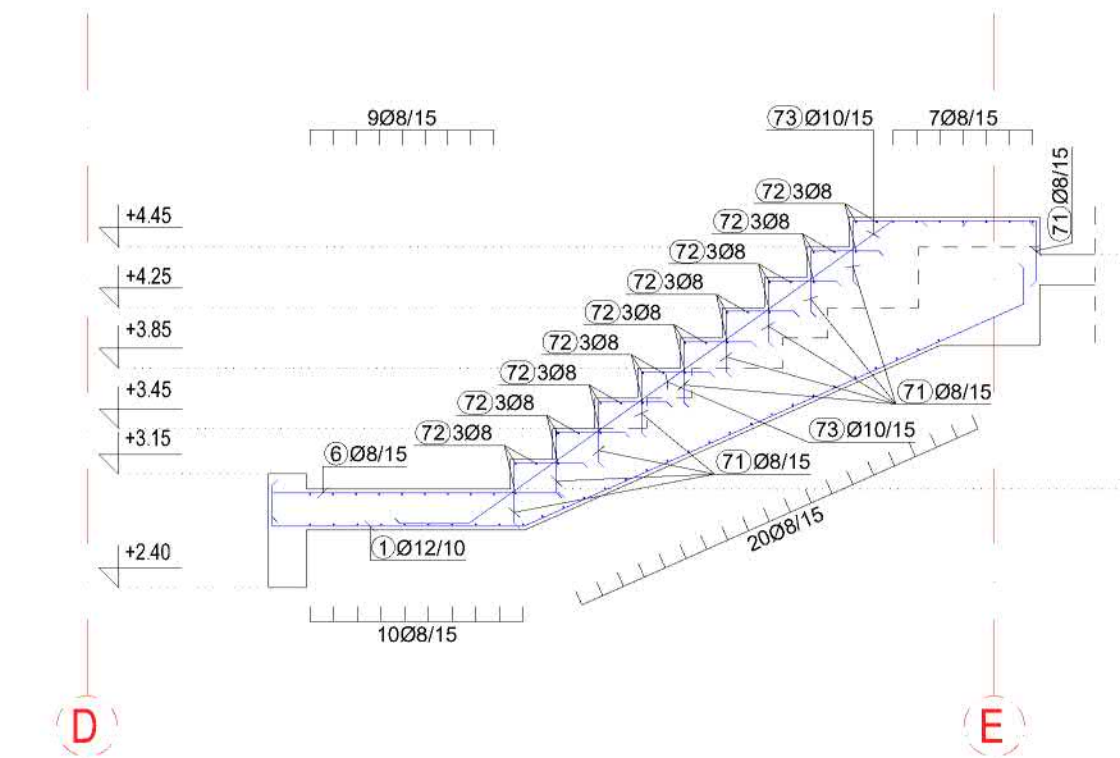 9Ø8/15
73 Ø10/15
7Ø8/15
71 Ø8/15
72 3Ø8
+4.45
72 3Ø8
72 3Ø8
+4.25
72 3Ø8
72 3Ø8
+3.85
72 3Ø8
72 3Ø8
+3.45
71 Ø8/15
72 3Ø8
73 Ø10/15
+3.15
72 3Ø8
6 Ø8/15
71 Ø8/15
20Ø8/15
1 Ø12/10
+2.40
10Ø8/15
D
E